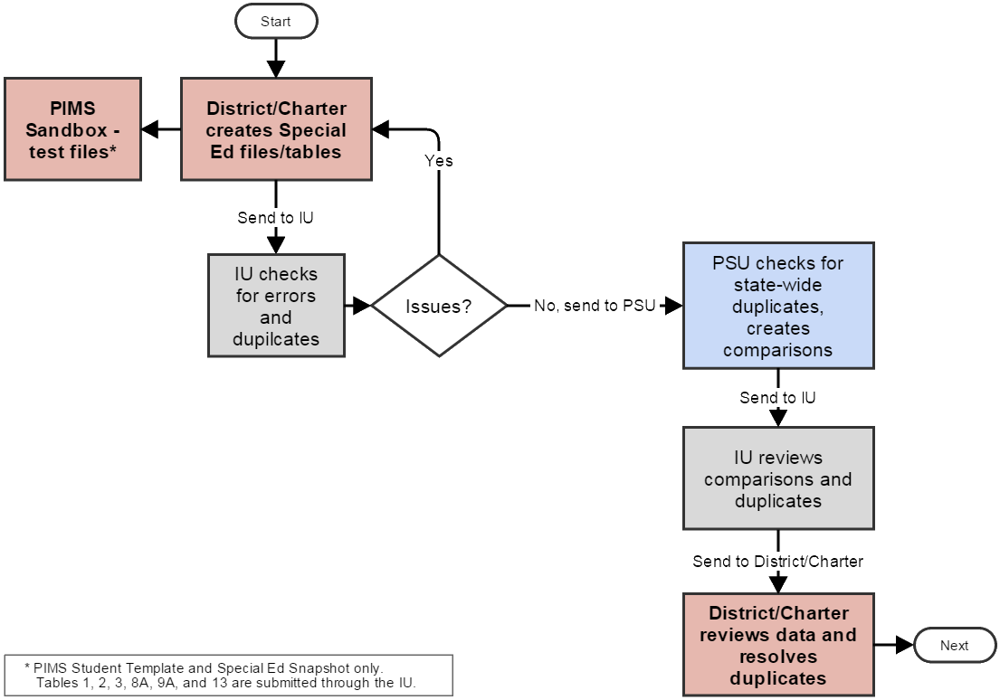 Start
PIMS
Sandbox -
test files*
District/Charter
creates Special
Ed files/tables
Yes
Send to IU
IU checks
for errors
and
dupilcates
Issues?
No, send to PSU
PSU checks for
state-wide
duplicates,
creates
comparisons
Send to IU
IU reviews
comparisons and
duplicates
Send to District/Charter
District/Charter
reviews data and
resolves
duplicates
Next
* PIMS Student Template and Special Ed Snapshot only.
Tables 1, 2, 3, 8A, 9A, and 13 are submitted through the IU.